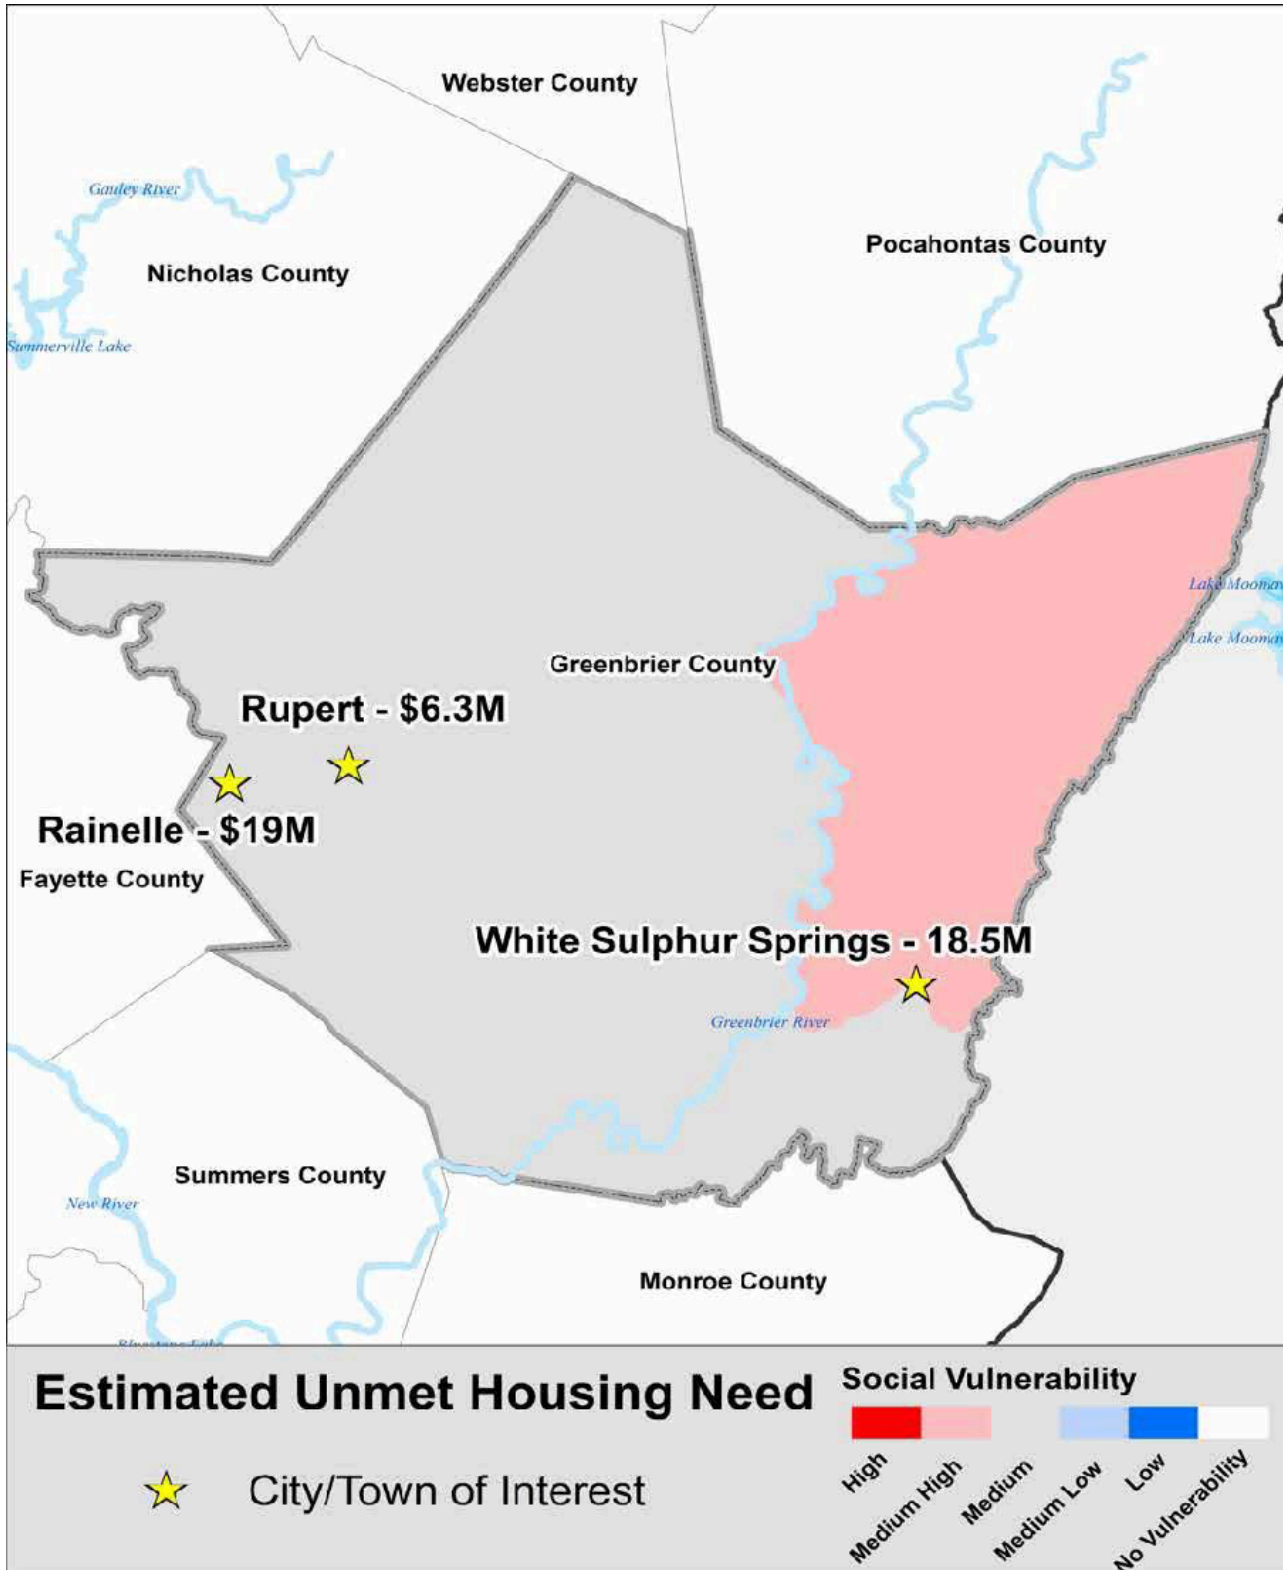 Webster County
Gauley River
Pocahontas County
Nicholas County
Summerville Lake
Lake Moomaw
Lake Moomaw
Greenbrier County
Rupert - $6.3M
Rainelle - $19M
Fayette County
White Sulphur Springs - 18.5M
Greenbrier River
Summers County
New River
Monroe County
Estimated Unmet Housing Need
City/Town of Interest
Social Vulnerability
High
Medium High
Medium
Medium Low
Low
No Vulnerability